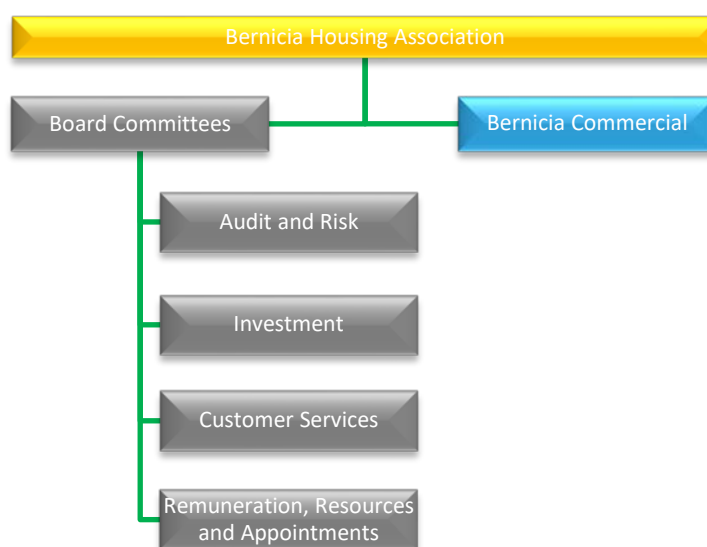 Bernicia Housing Association
Board Committees
Bernicia Commercial
Audit and Risk
Investment
Customer Services
Remuneration, Resources
and Appointments